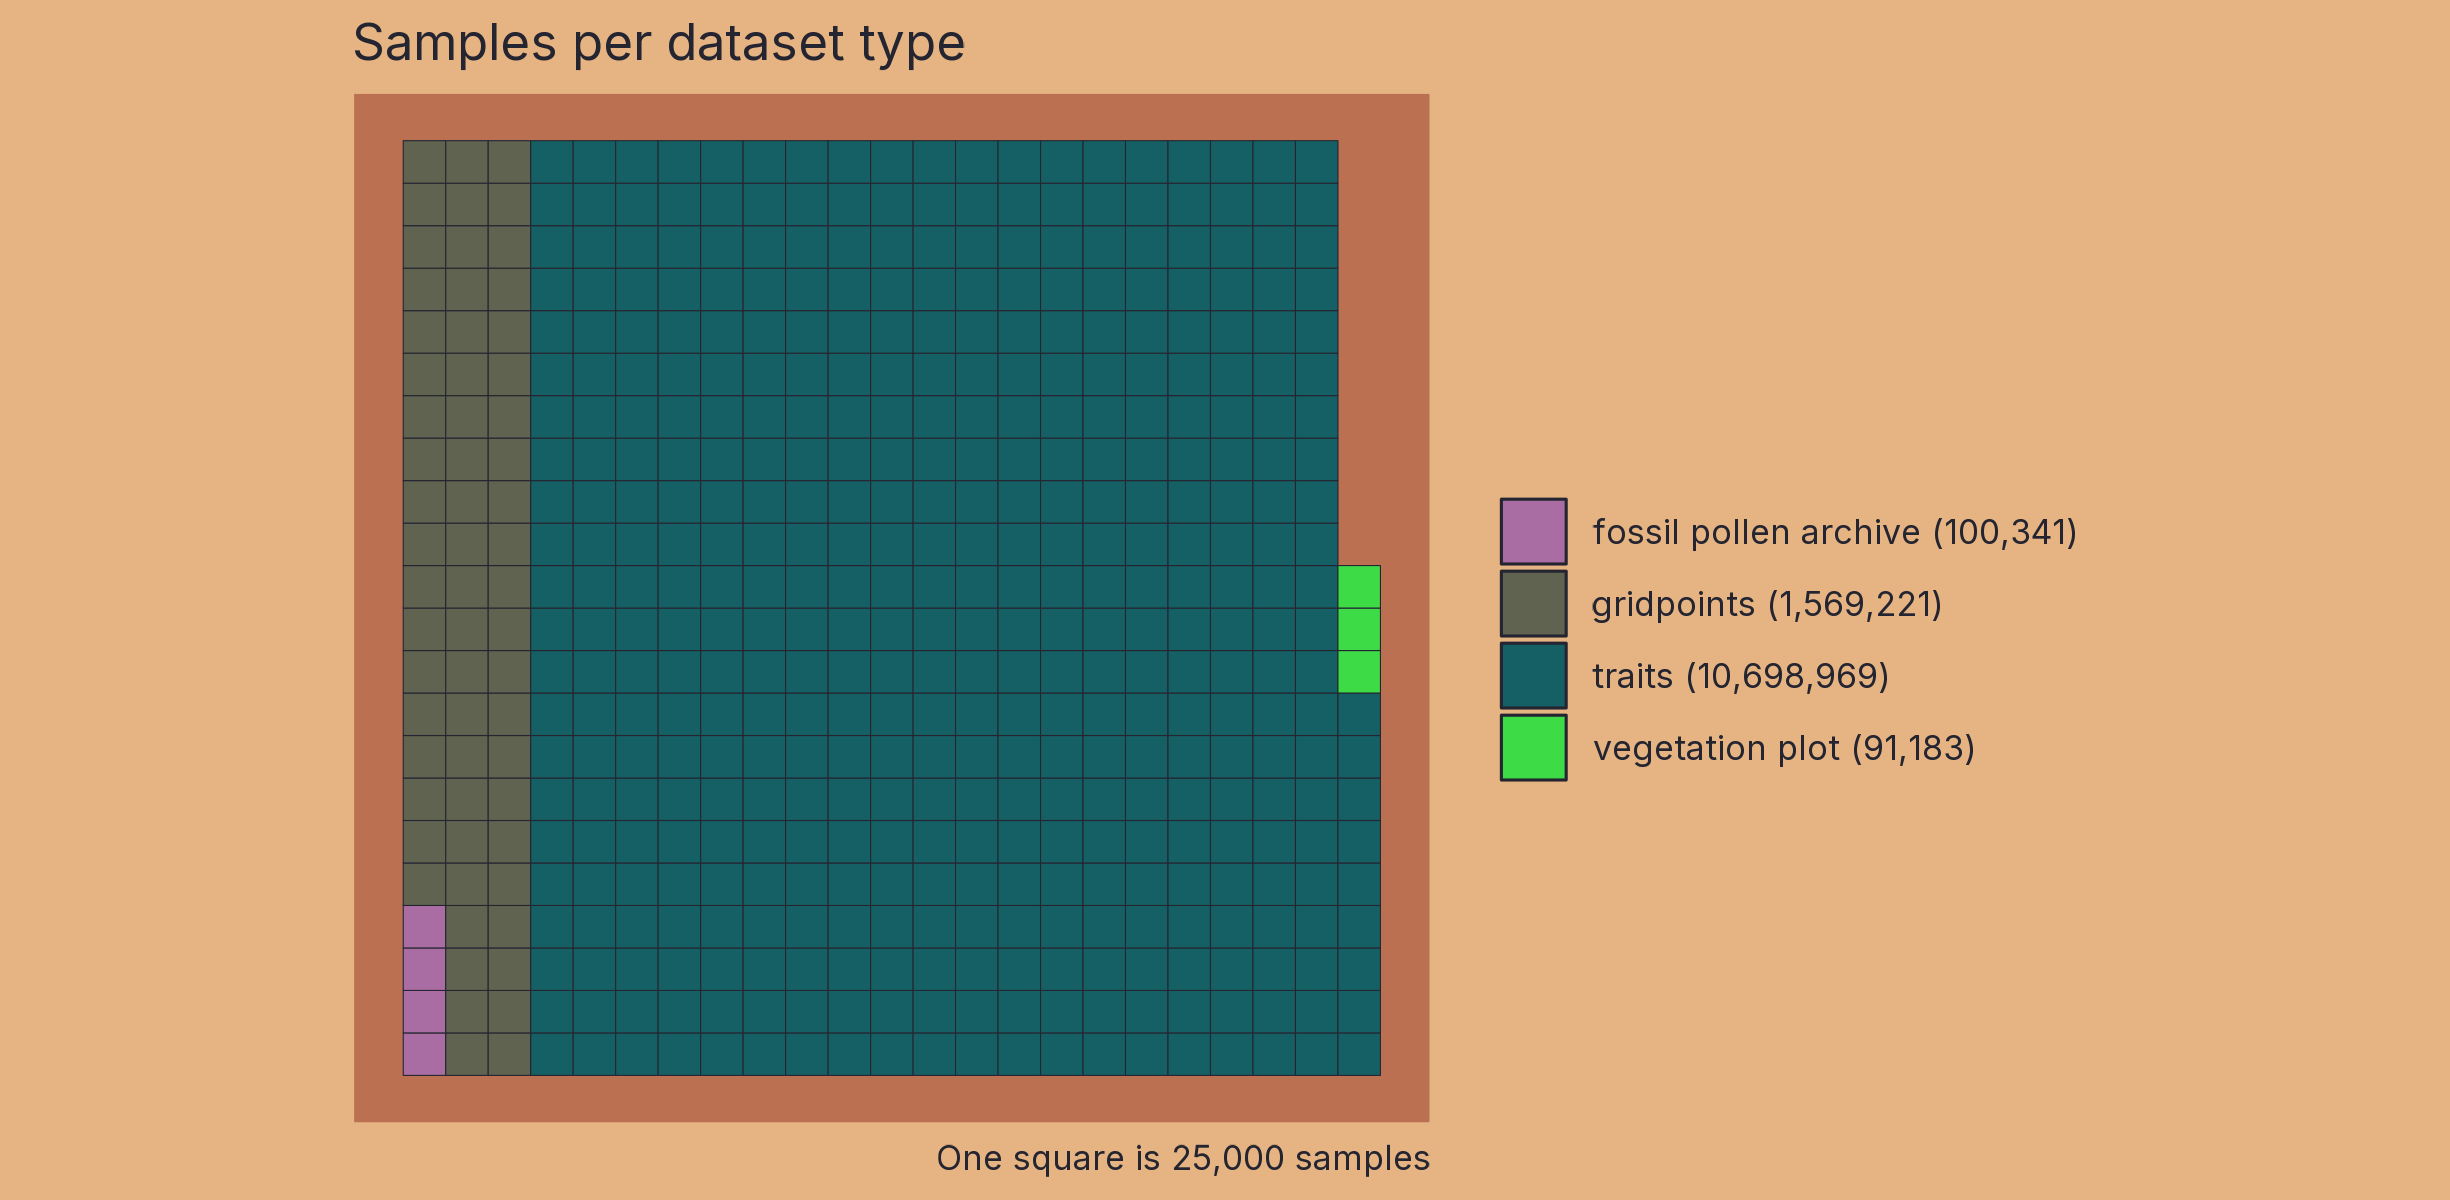 Samples per dataset type
fossil pollen archive (100,341)
gridpoints (1,569,221)
traits (10,698,969)
vegetation plot (91,183)
One square is 25,000 samples